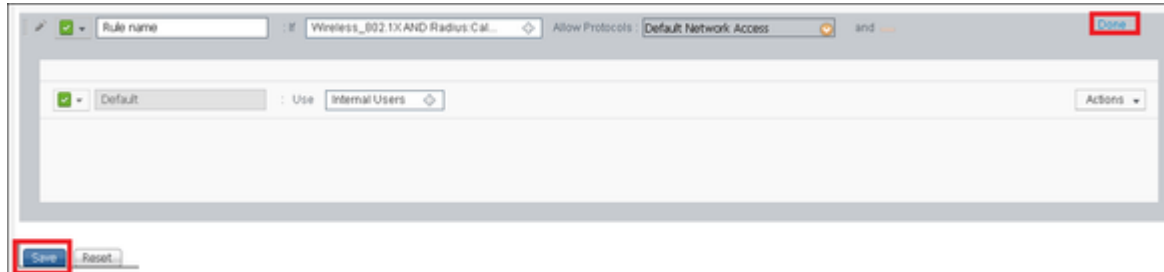 Rule name : If Wireless_802.1X AND Radius:Cal... Allow Protocols : Default Network Access and ... Done
Default : Use Internal Users Actions
Save Reset